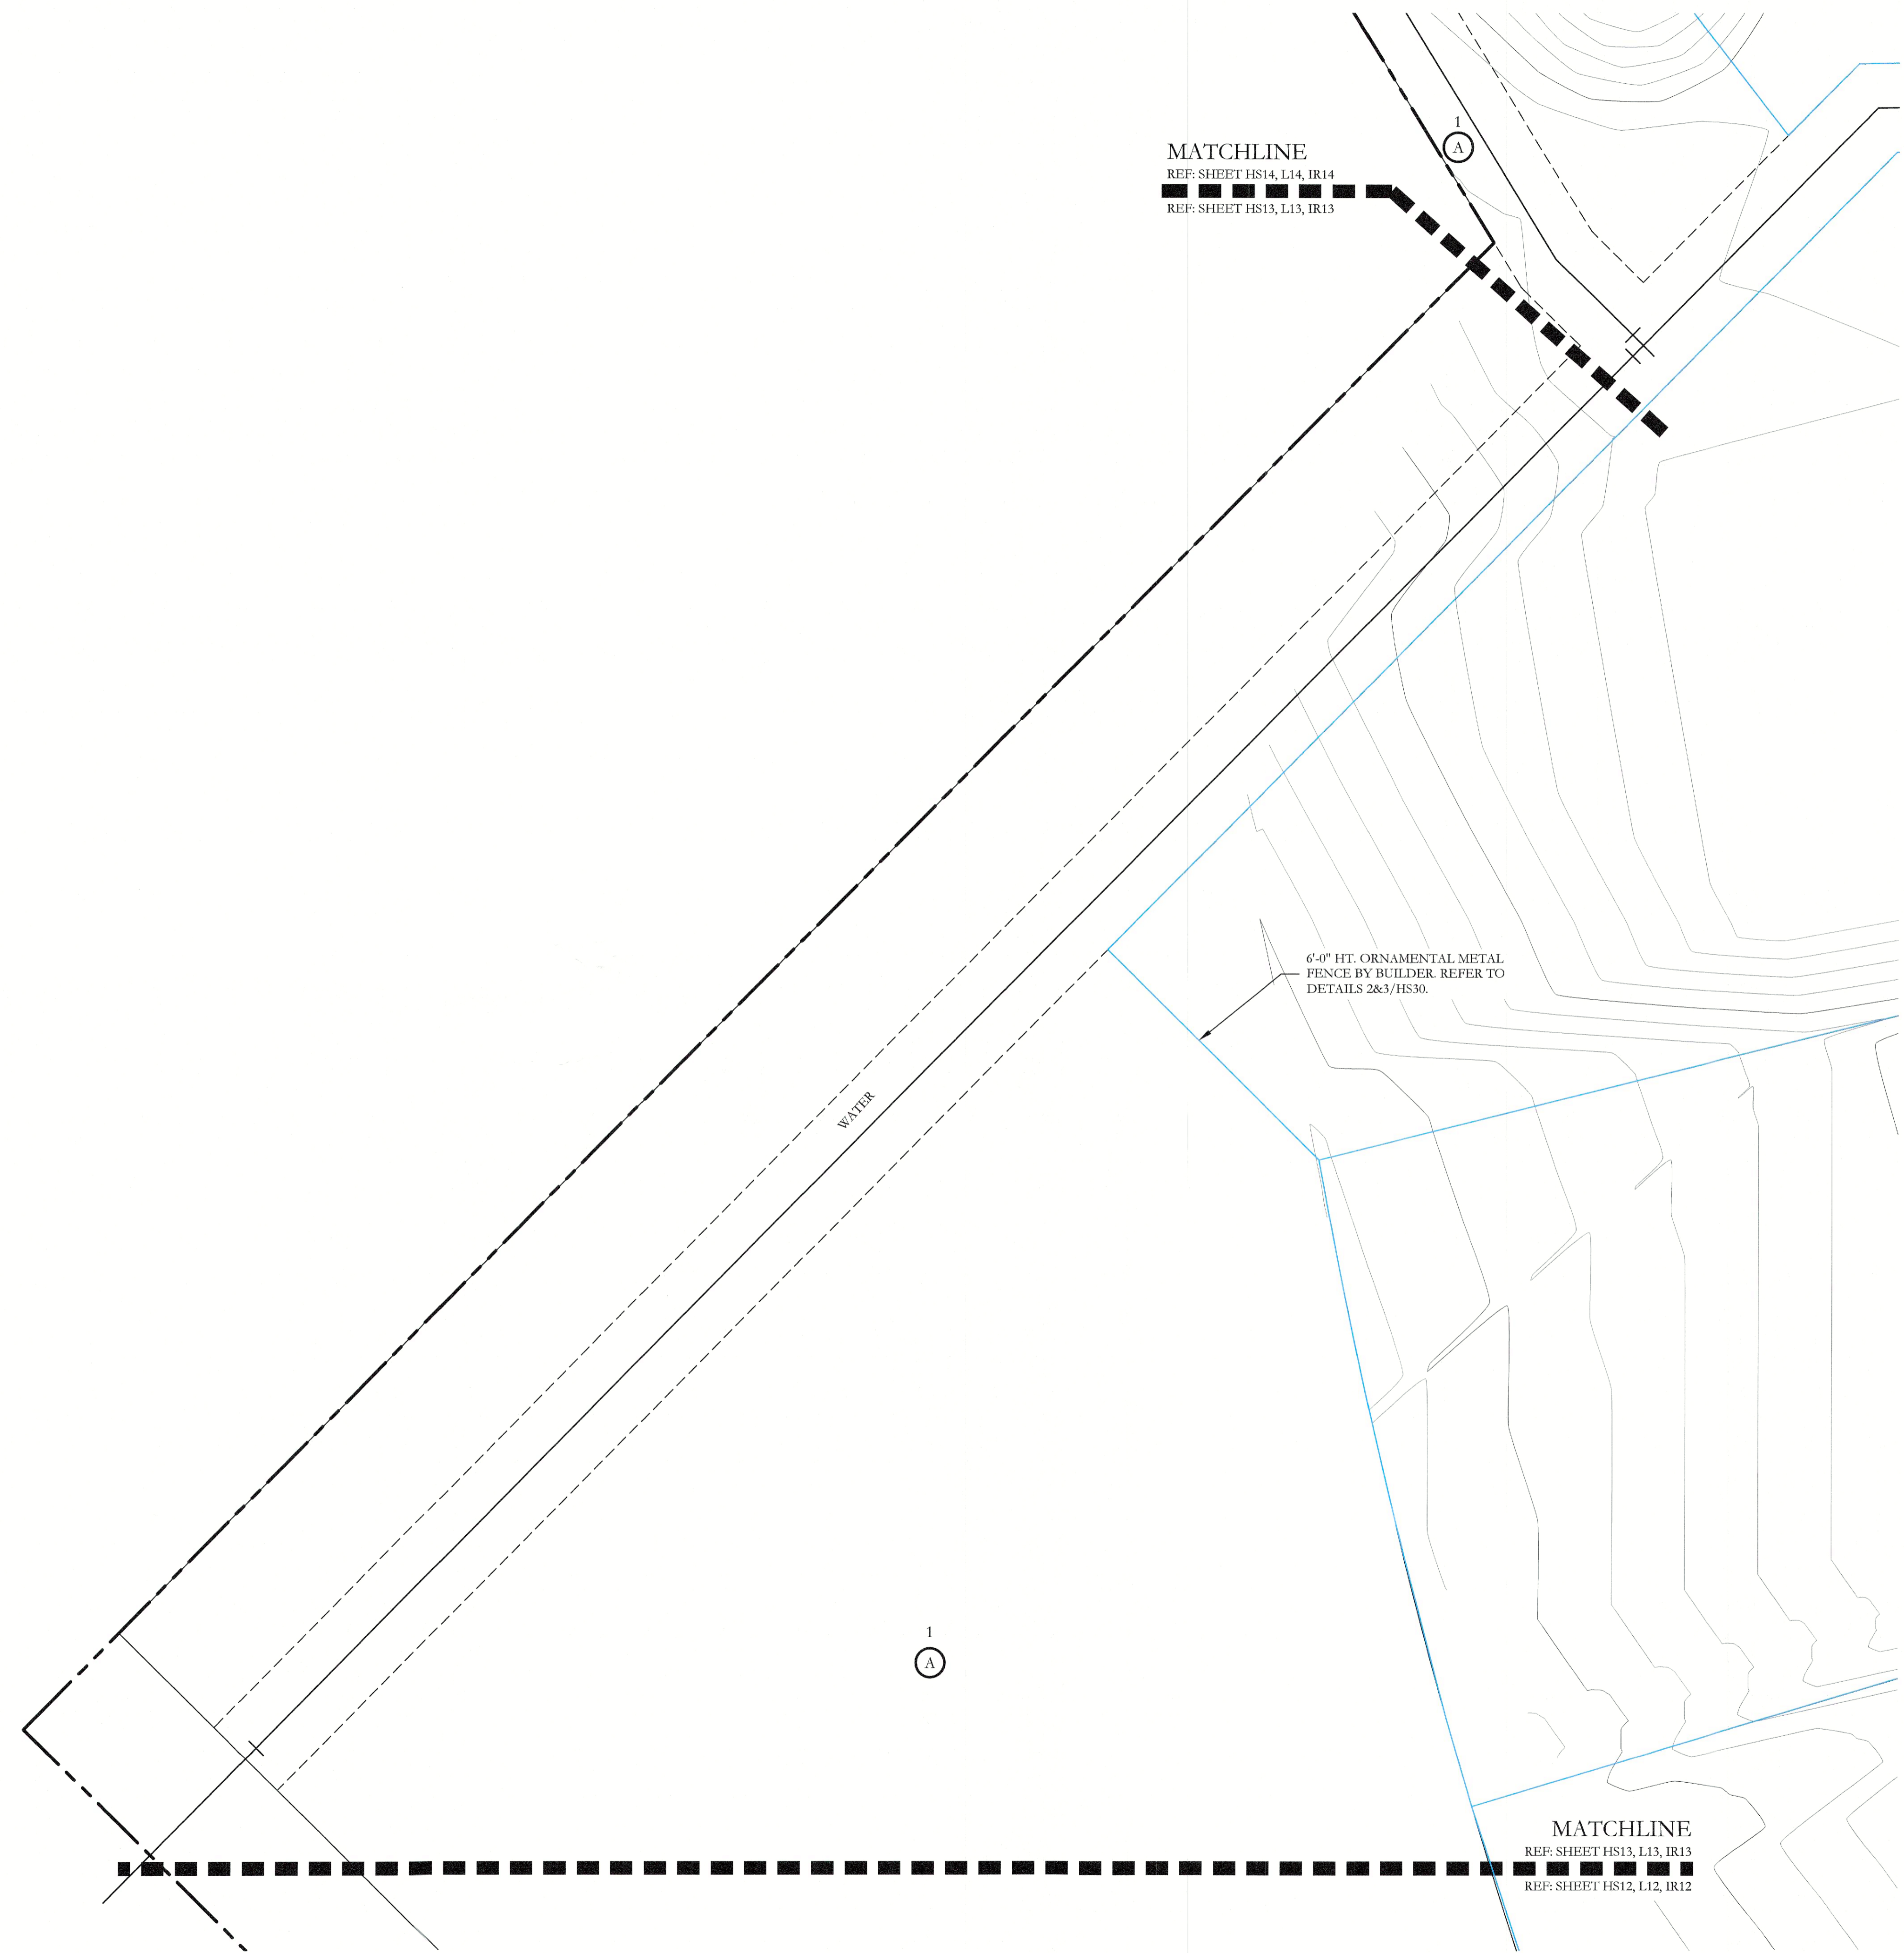 1
A
MATCHLINE
REF: SHEET HS14, L14, IR14
REF: SHEET HS13, L13, IR13
6'-0" HT. ORNAMENTAL METAL
FENCE BY BUILDER. REFER TO
DETAILS 2&3/HS30.
WATER
1
A
MATCHLINE
REF: SHEET HS13, L13, IR13
REF: SHEET HS12, L12, IR12